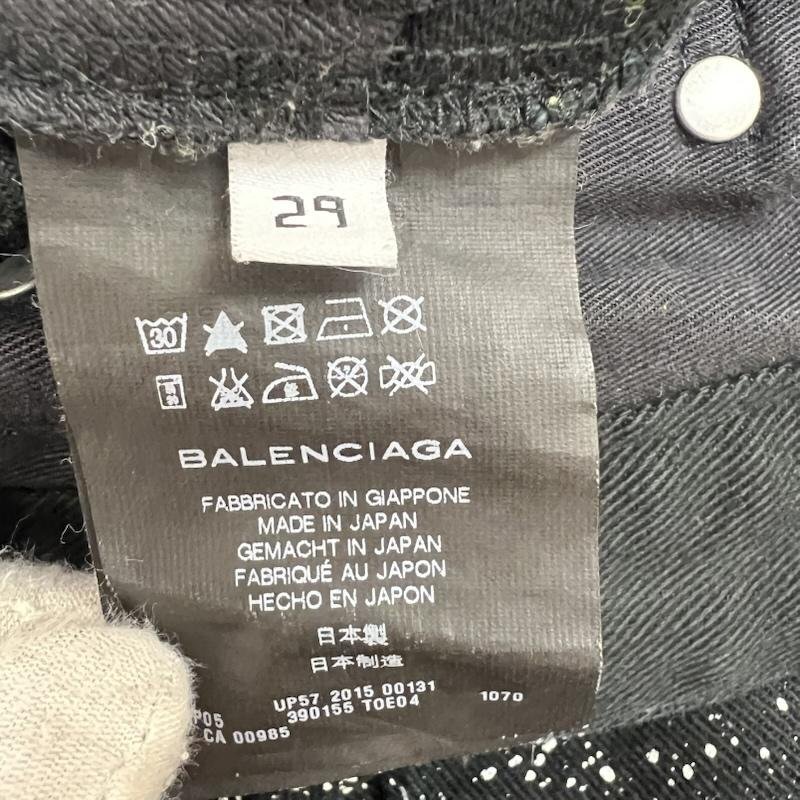 29
30
BALENCIAGA
FABBRICATO IN GIAPPONE
MADE IN JAPAN
GEMACHT IN JAPAN
FABRIQUÉ AU JAPON
HECHO EN JAPON
日本製
日本制造
UP57 2015 00131 1070
P05 390155 TOE04
CA 00985